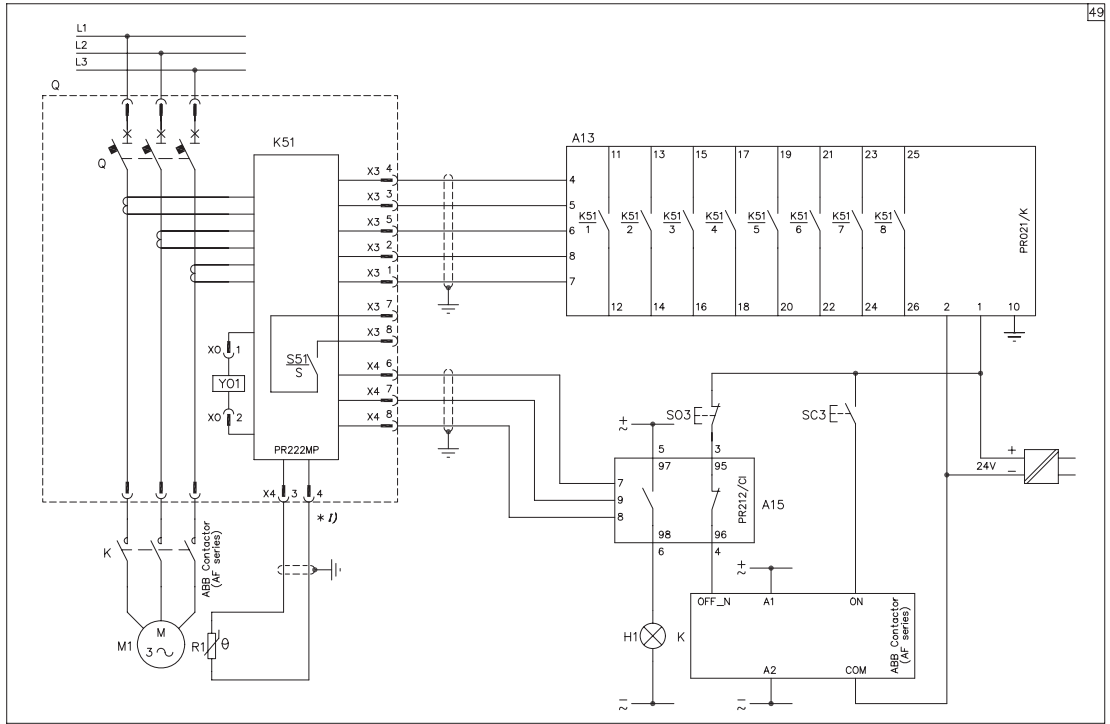 49
L1
L2
L3
Q
Q
K51
X3 4
X3 3
X3 5
X3 2
X3 1
X3 7
X3 8
X4 6
X4 7
X4 8
S51
S
X0 1
Y01
X0 2
PR222MP
X4 3 4
* 1)
A13
11 13 15 17 19 21 23 25
4
5
6
8
7
K51 K51 K51 K51 K51 K51 K51 K51
1 2 3 4 5 6 7 8
12 14 16 18 20 22 24 26 2 1 10
PR021/K
S03
SC3
+
24V
–
5 3
97 95
7
9
8
98 96
6 4
PR212/CI
A15
K
ABB Contactor
(AF series)
M1
M
3
R1
θ
H1
K
OFF_N A1 ON
A2 COM
ABB Contactor
(AF series)
+
~
+
~
–
~
–
~